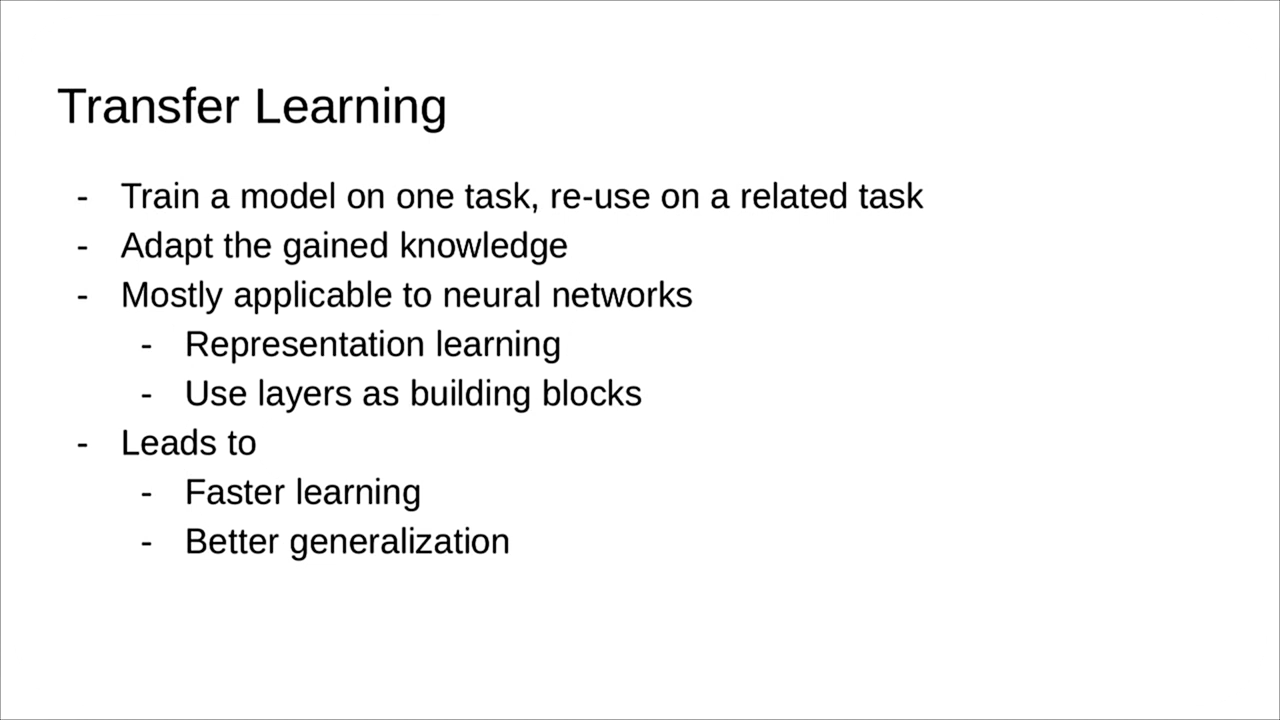 Transfer Learning
- Train a model on one task, re-use on a related task
- Adapt the gained knowledge
- Mostly applicable to neural networks
- Representation learning
- Use layers as building blocks
- Leads to
- Faster learning
- Better generalization